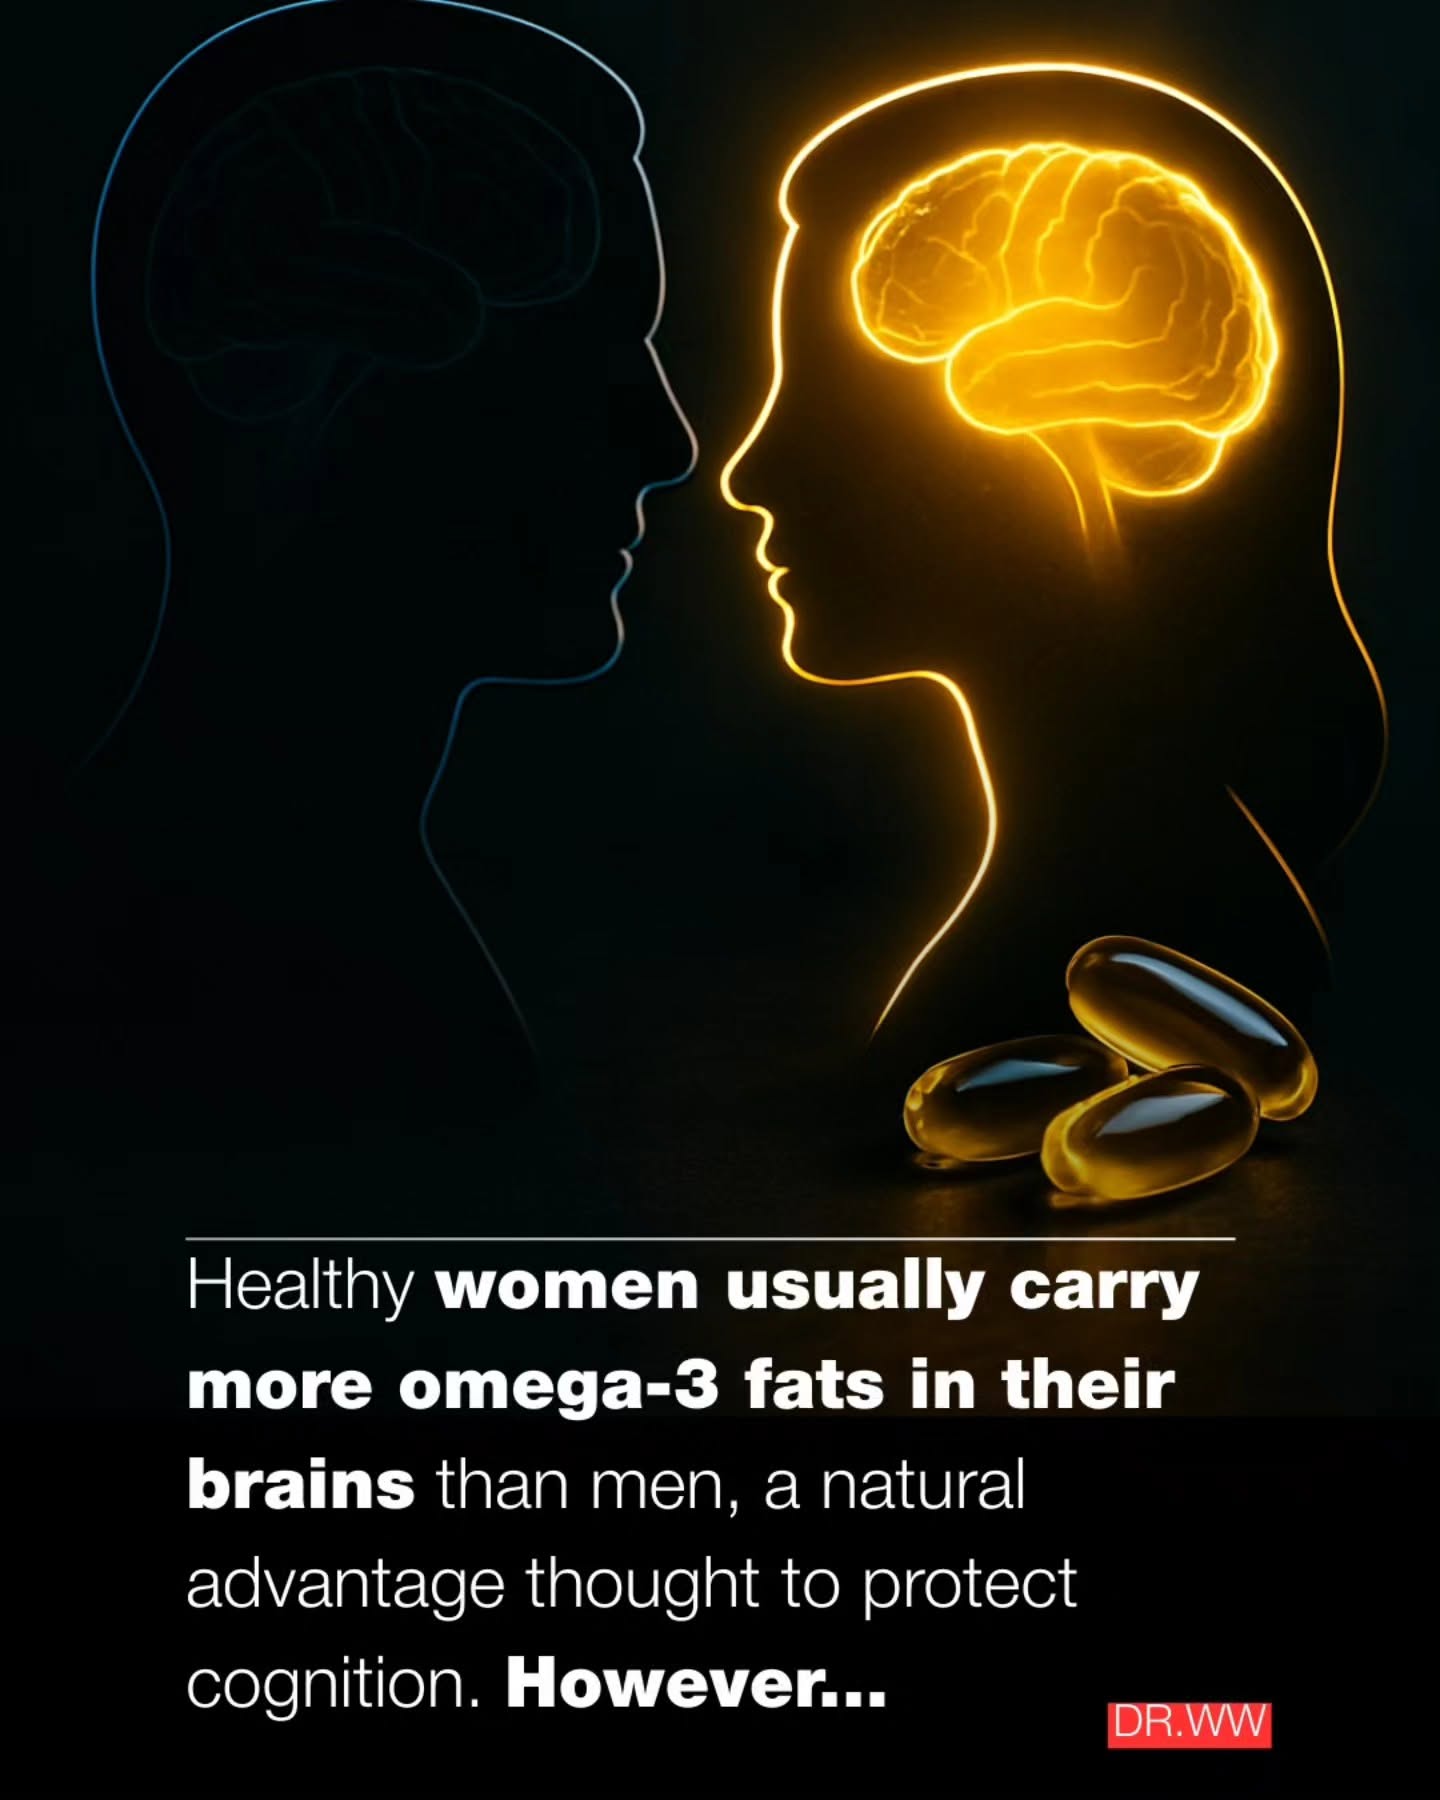 Healthy women usually carry
more omega-3 fats in their
brains than men, a natural
advantage thought to protect
cognition. However...
DR.WW